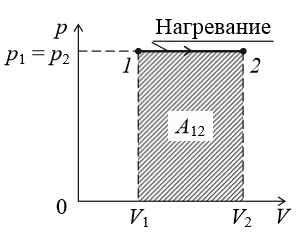 p Нагревание
p₁ = p₂
1 2
A₁₂
0
V₁ V₂ V